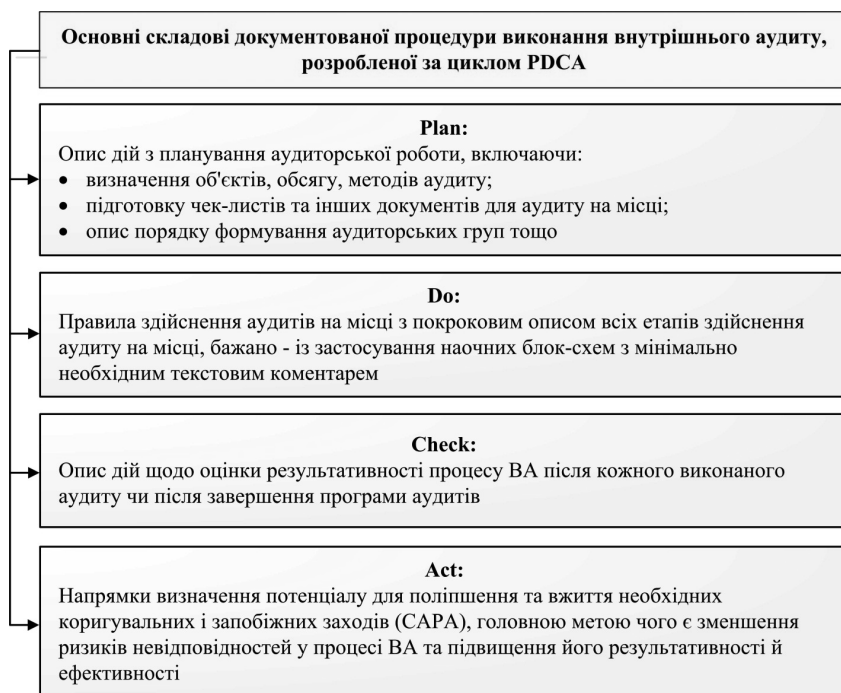 Основні складові документованої процедури виконання внутрішнього аудиту,
розробленої за циклом PDCA
Plan:
Опис дій з планування аудиторської роботи, включаючи:
• визначення об'єктів, обсягу, методів аудиту;
• підготовку чек-листів та інших документів для аудиту на місці;
• опис порядку формування аудиторських груп тощо
Do:
Правила здійснення аудитів на місці з покроковим описом всіх етапів здійснення
аудиту на місці, бажано - із застосування наочних блок-схем з мінімально
необхідним текстовим коментарем
Check:
Опис дій щодо оцінки результативності процесу ВА після кожного виконаного
аудиту чи після завершення програми аудитів
Act:
Напрямки визначення потенціалу для поліпшення та вжиття необхідних
коригувальних і запобіжних заходів (САРА), головною метою чого є зменшення
ризиків невідповідностей у процесі ВА та підвищення його результативності й
ефективності